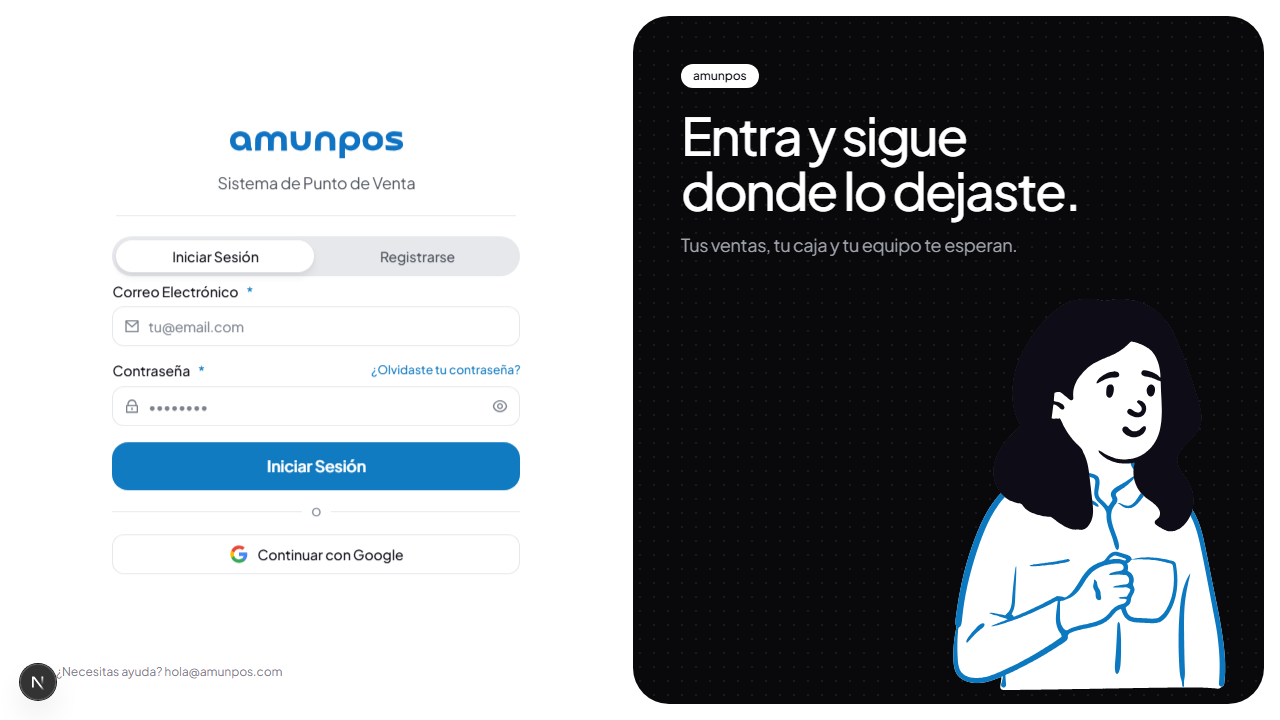 amunpos
Sistema de Punto de Venta
Iniciar Sesión
Registrarse
Correo Electrónico *
tu@email.com
Contraseña *
¿Olvidaste tu contraseña?
••••••••
Iniciar Sesión
O
Continuar con Google
¿Necesitas ayuda? hola@amunpos.com
N
amunpos
Entra y sigue
donde lo dejaste.
Tus ventas, tu caja y tu equipo te esperan.